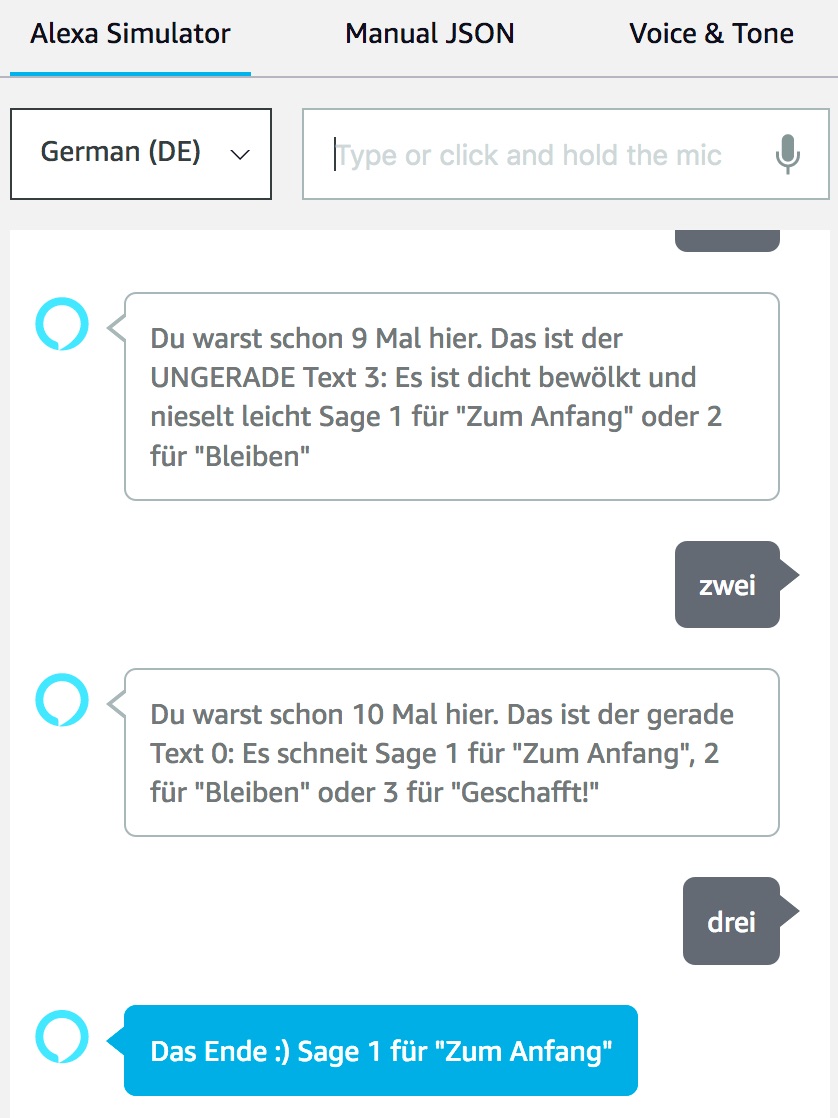 Alexa Simulator
Manual JSON
Voice & Tone
German (DE)
Type or click and hold the mic
Du warst schon 9 Mal hier. Das ist der
UNGERADE Text 3: Es ist dicht bewölkt und
nieselt leicht Sage 1 für "Zum Anfang" oder 2
für "Bleiben"
zwei
Du warst schon 10 Mal hier. Das ist der gerade
Text 0: Es schneit Sage 1 für "Zum Anfang", 2
für "Bleiben" oder 3 für "Geschafft!"
drei
Das Ende :) Sage 1 für "Zum Anfang"